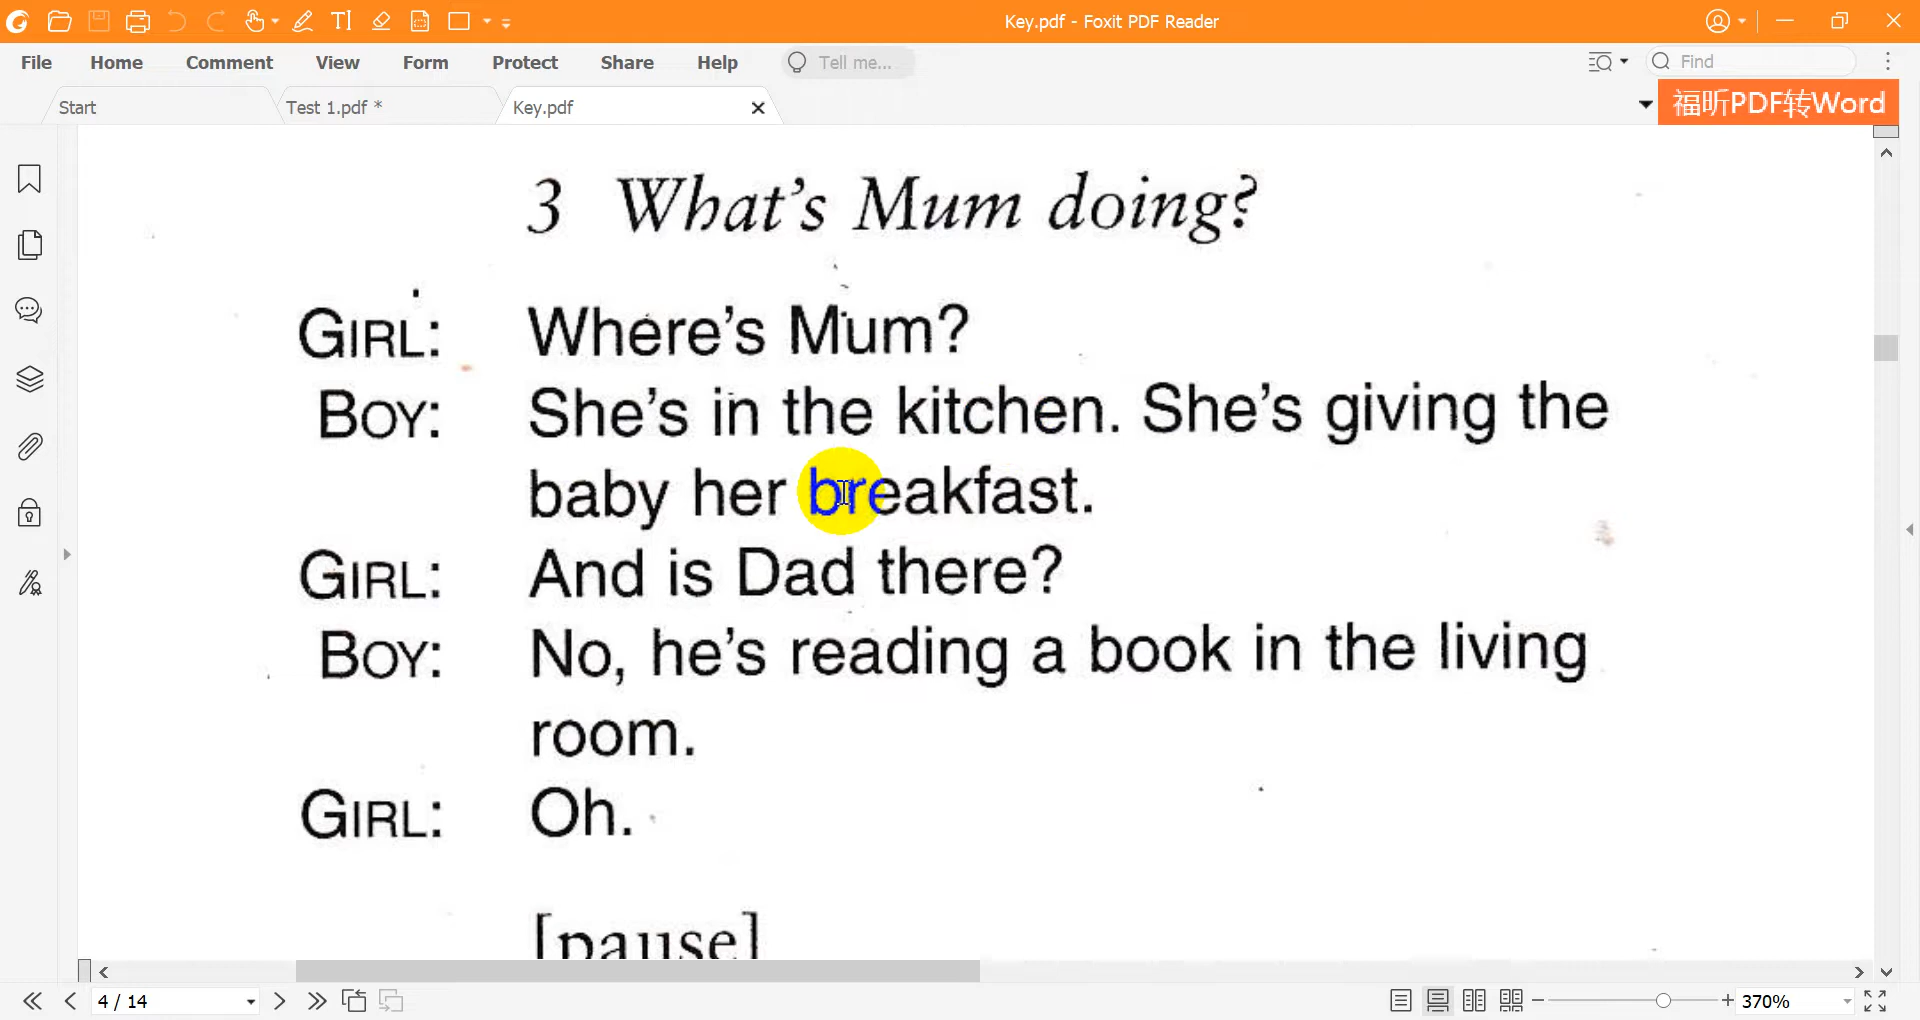 Key.pdf - Foxit PDF Reader
File Home Comment View Form Protect Share Help Tell me... Find
Start Test 1.pdf * Key.pdf 福昕PDF转Word
3 What's Mum doing?
GIRL: Where's Mum?
BOY: She's in the kitchen. She's giving the
baby her breakfast.
GIRL: And is Dad there?
BOY: No, he's reading a book in the living
room.
GIRL: Oh.
[pause]
4 / 14 370%